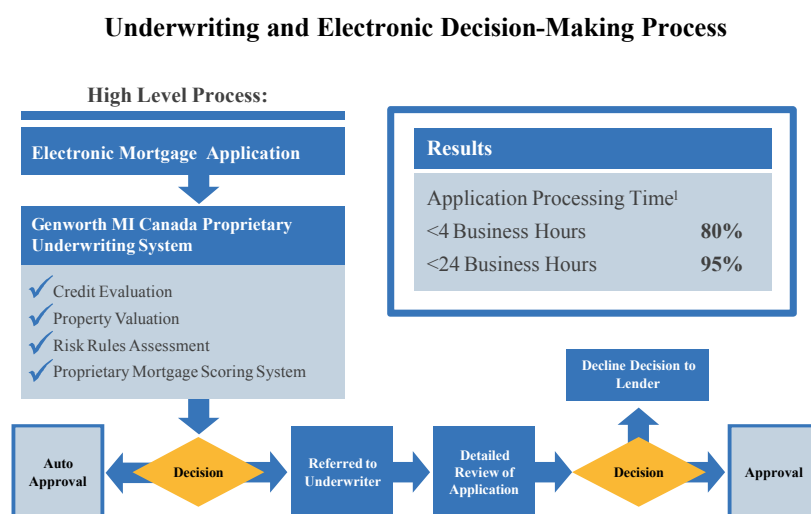 Underwriting and Electronic Decision-Making Process
High Level Process:
Electronic Mortgage Application
Genworth MI Canada Proprietary
Underwriting System
Credit Evaluation
Property Valuation
Risk Rules Assessment
Proprietary Mortgage Scoring System
Results
Application Processing Time¹
<4 Business Hours 80%
<24 Business Hours 95%
Auto
Approval
Decision
Referred to
Underwriter
Detailed
Review of
Application
Decline Decision to
Lender
Decision
Approval